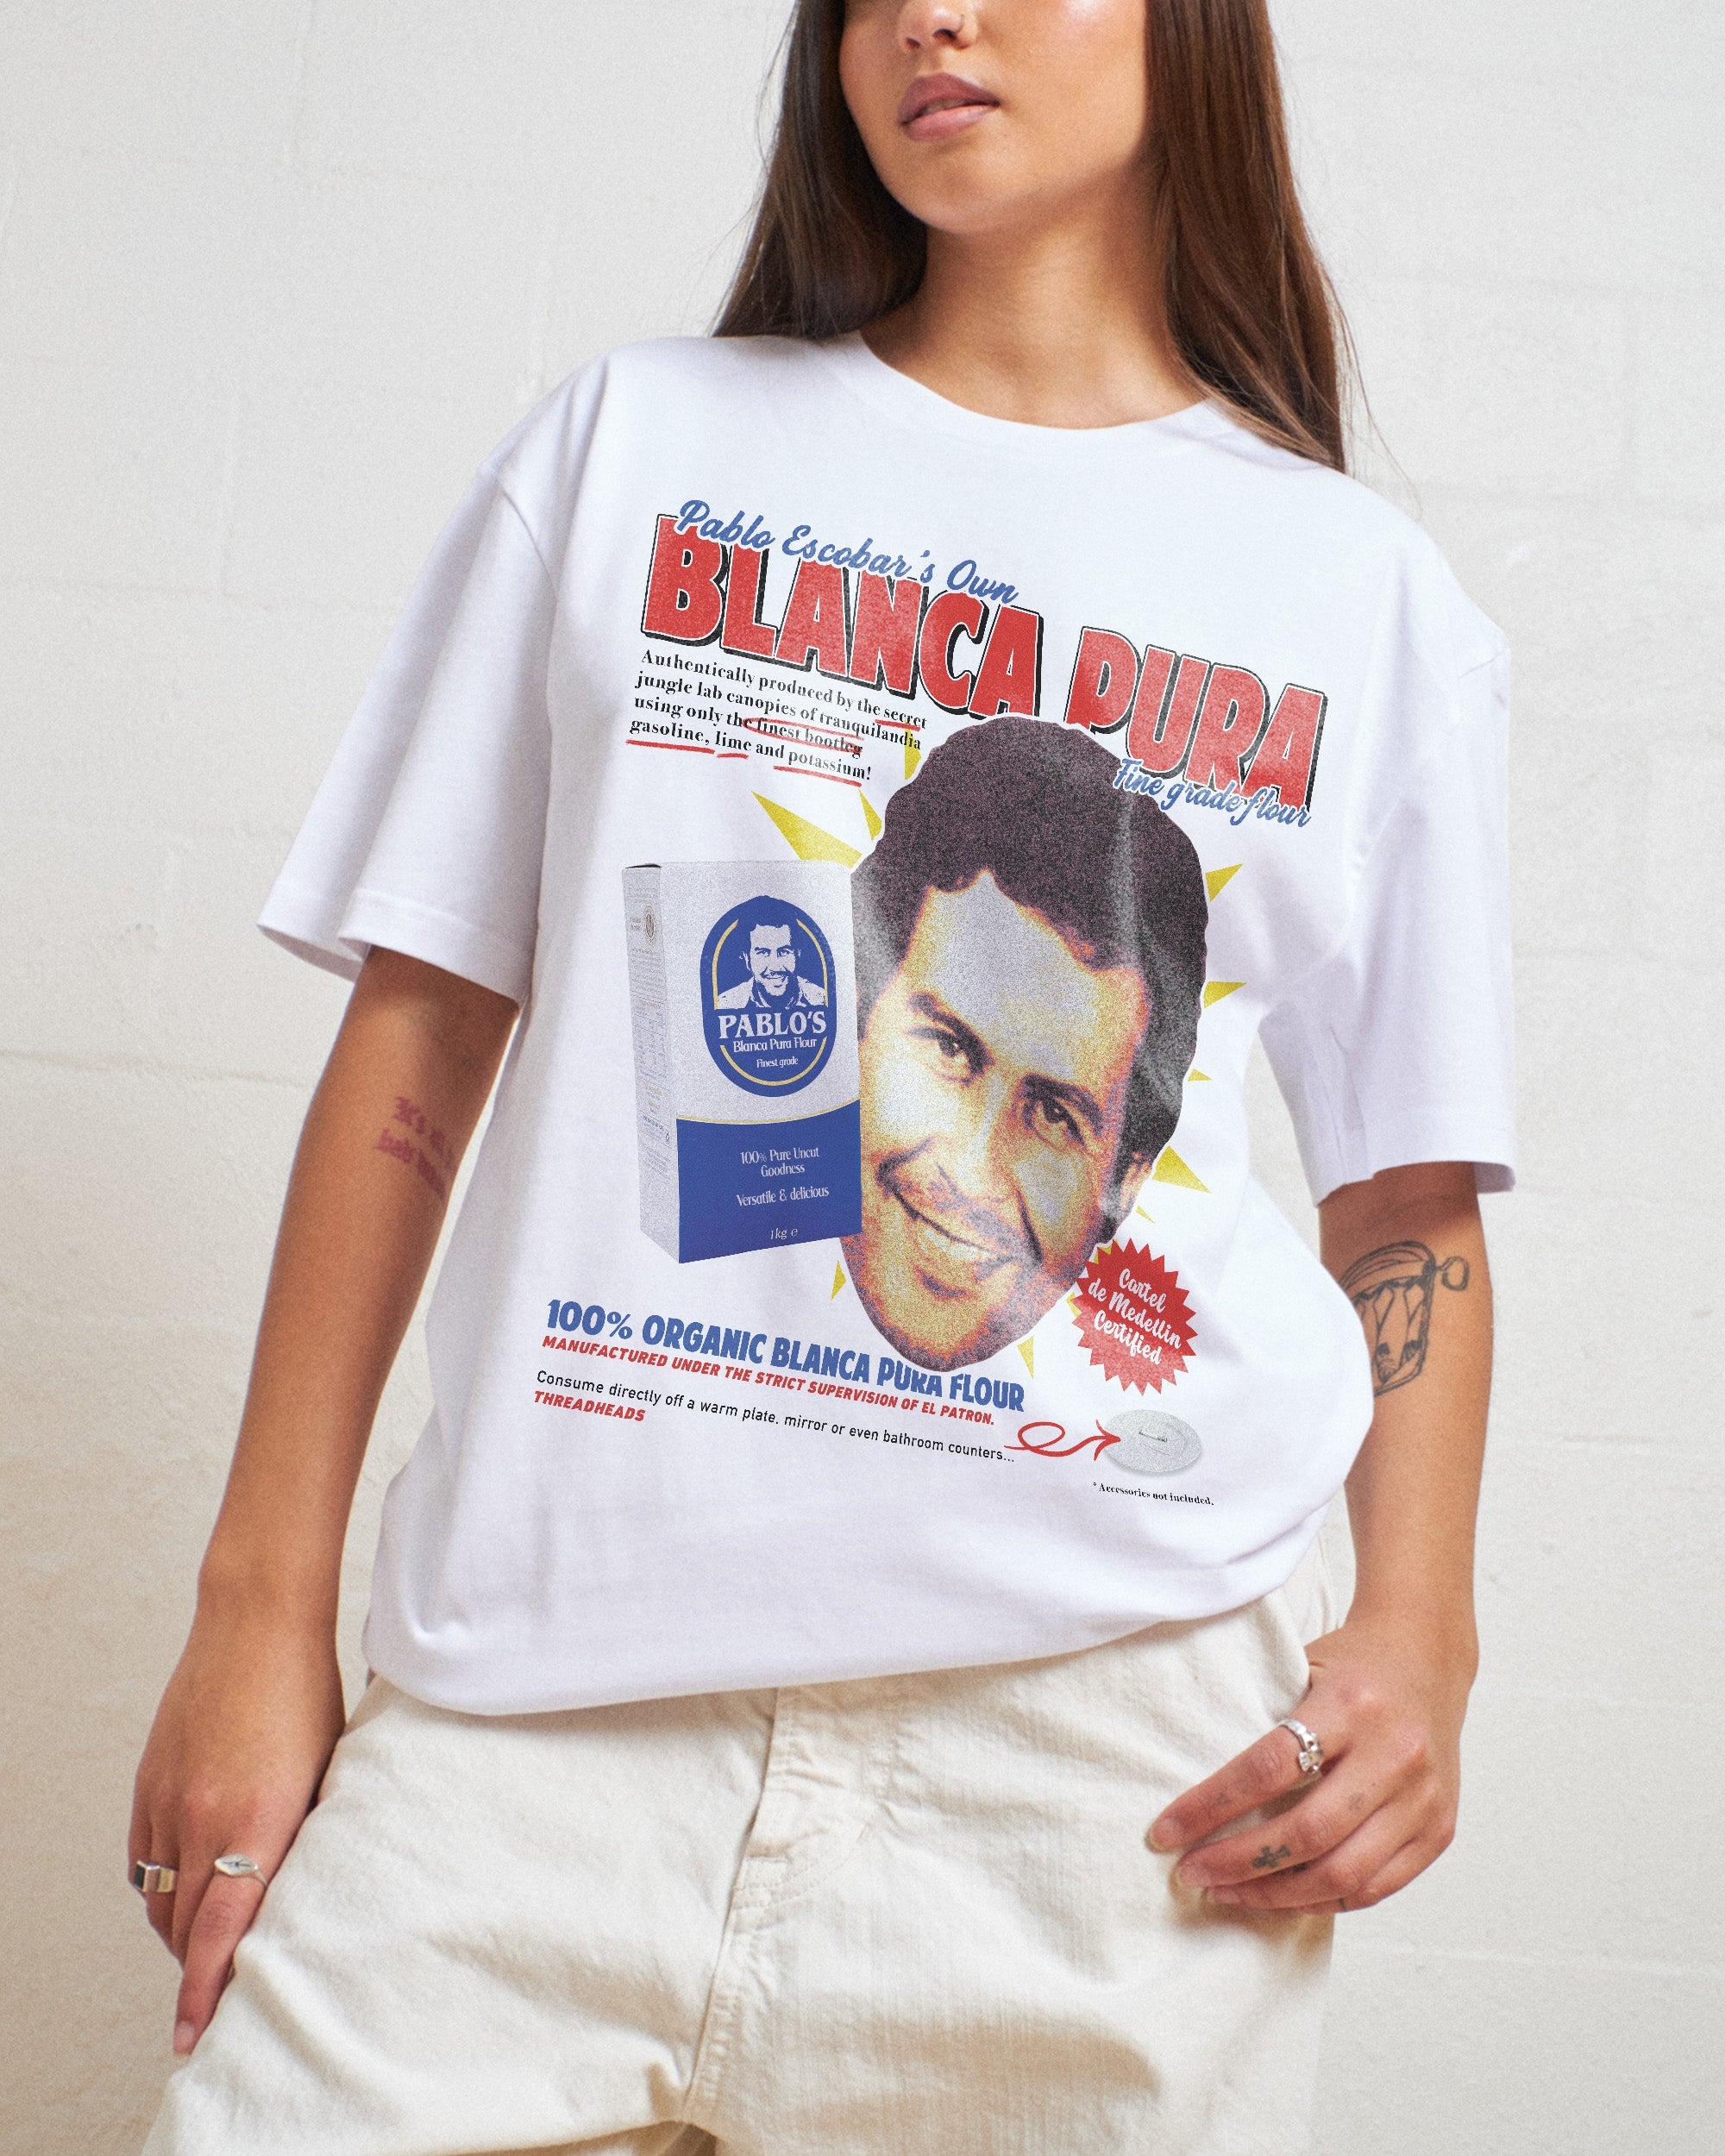 Pablo Escobar's Own
BLANCA PURA
Fine grade flour
Authentically produced by the secret
jungle lab canopies of tranquilandia
using only the finest bootleg
gasoline, lime and potassium!
PABLO'S
Blanca Pura Flour
Finest grade
100% Pure Uncut
Goodness
Versatile & delicious
1kg e
Cartel
de Medellin
Certified
100% ORGANIC BLANCA PURA FLOUR
MANUFACTURED UNDER THE STRICT SUPERVISION OF EL PATRON.
Consume directly off a warm plate, mirror or even bathroom counters...
THREADHEADS
* Accessories not included.
It's